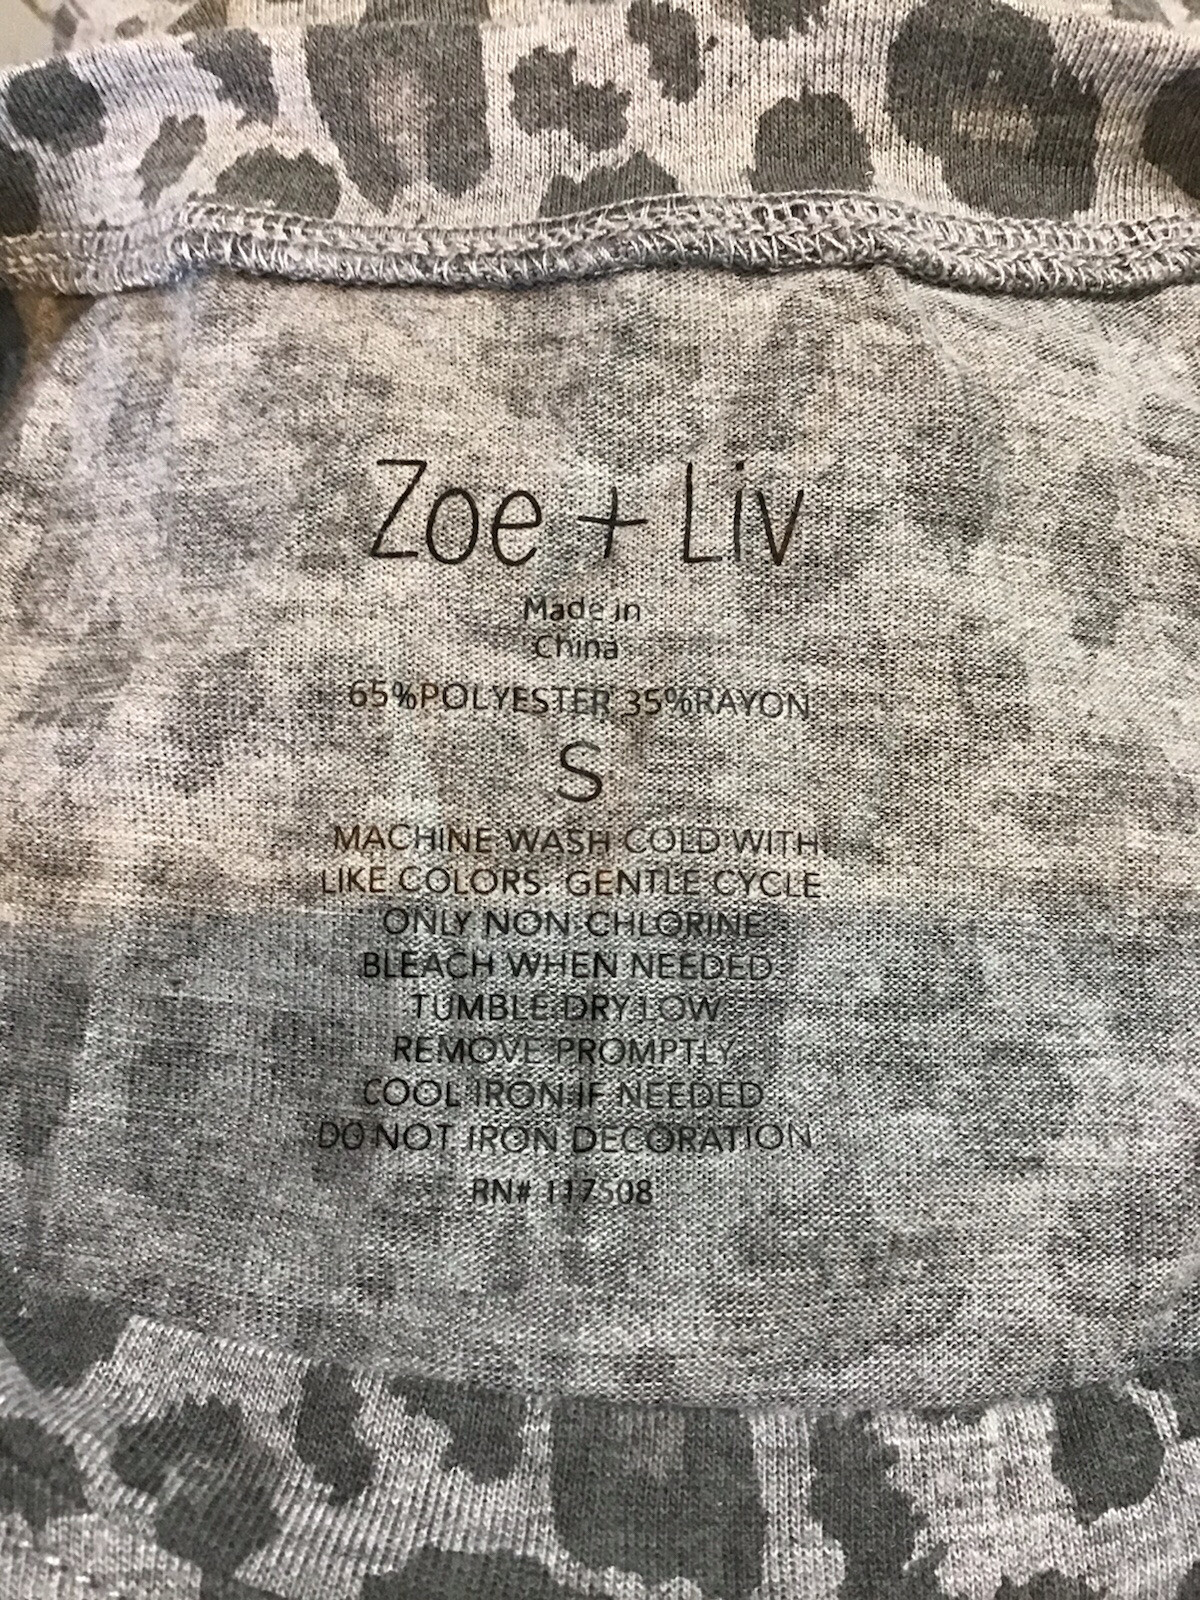 Zoe + Liv
Made in
China
65%POLYESTER 35%RAYON
S
MACHINE WASH COLD WITH
LIKE COLORS. GENTLE CYCLE
ONLY NON-CHLORINE
BLEACH WHEN NEEDED
TUMBLE DRY LOW
REMOVE PROMPTLY
COOL IRON IF NEEDED
DO NOT IRON DECORATION
RN# 117508